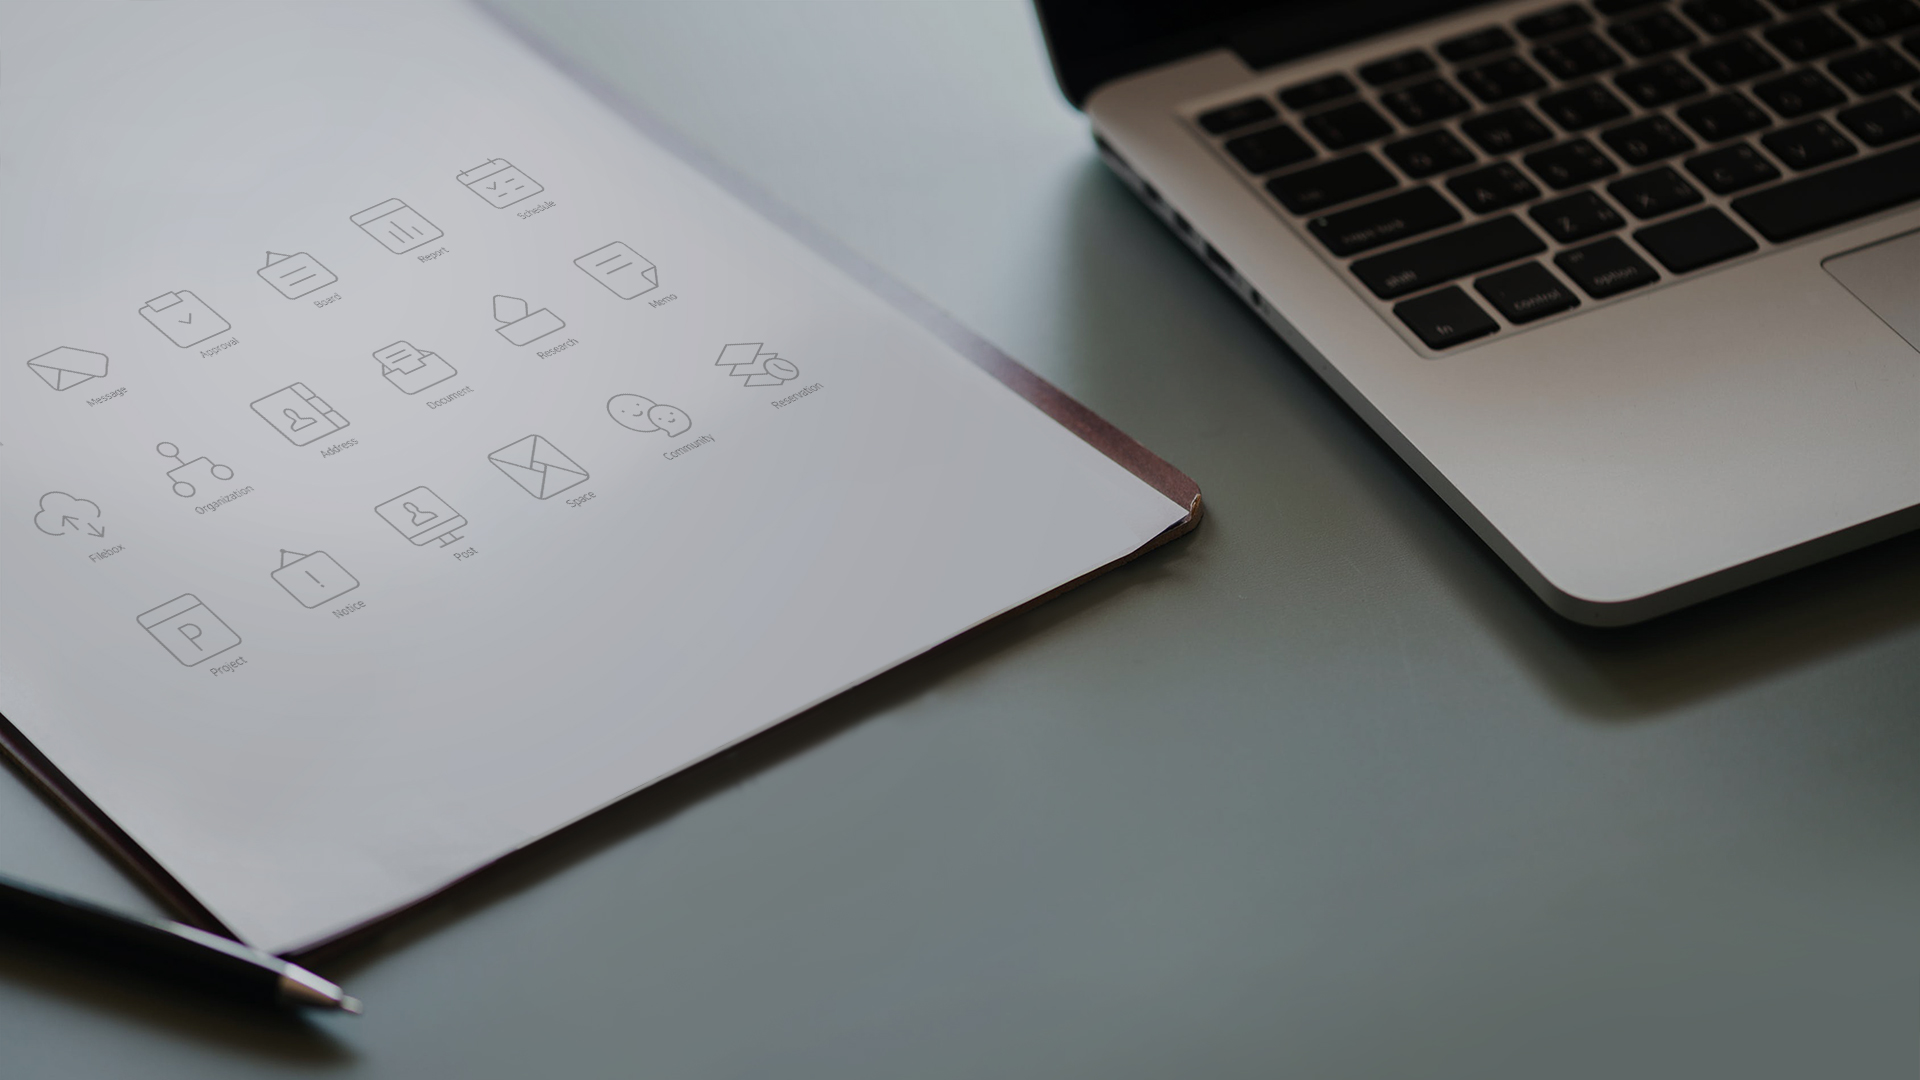 Message
Approval
Board
Report
Schedule
Filebox
Organization
Address
Document
Research
Memo
Project
Notice
Post
Space
Community
Reservation
caps lock
shift
fn
control
option
A
Z
X
C
V